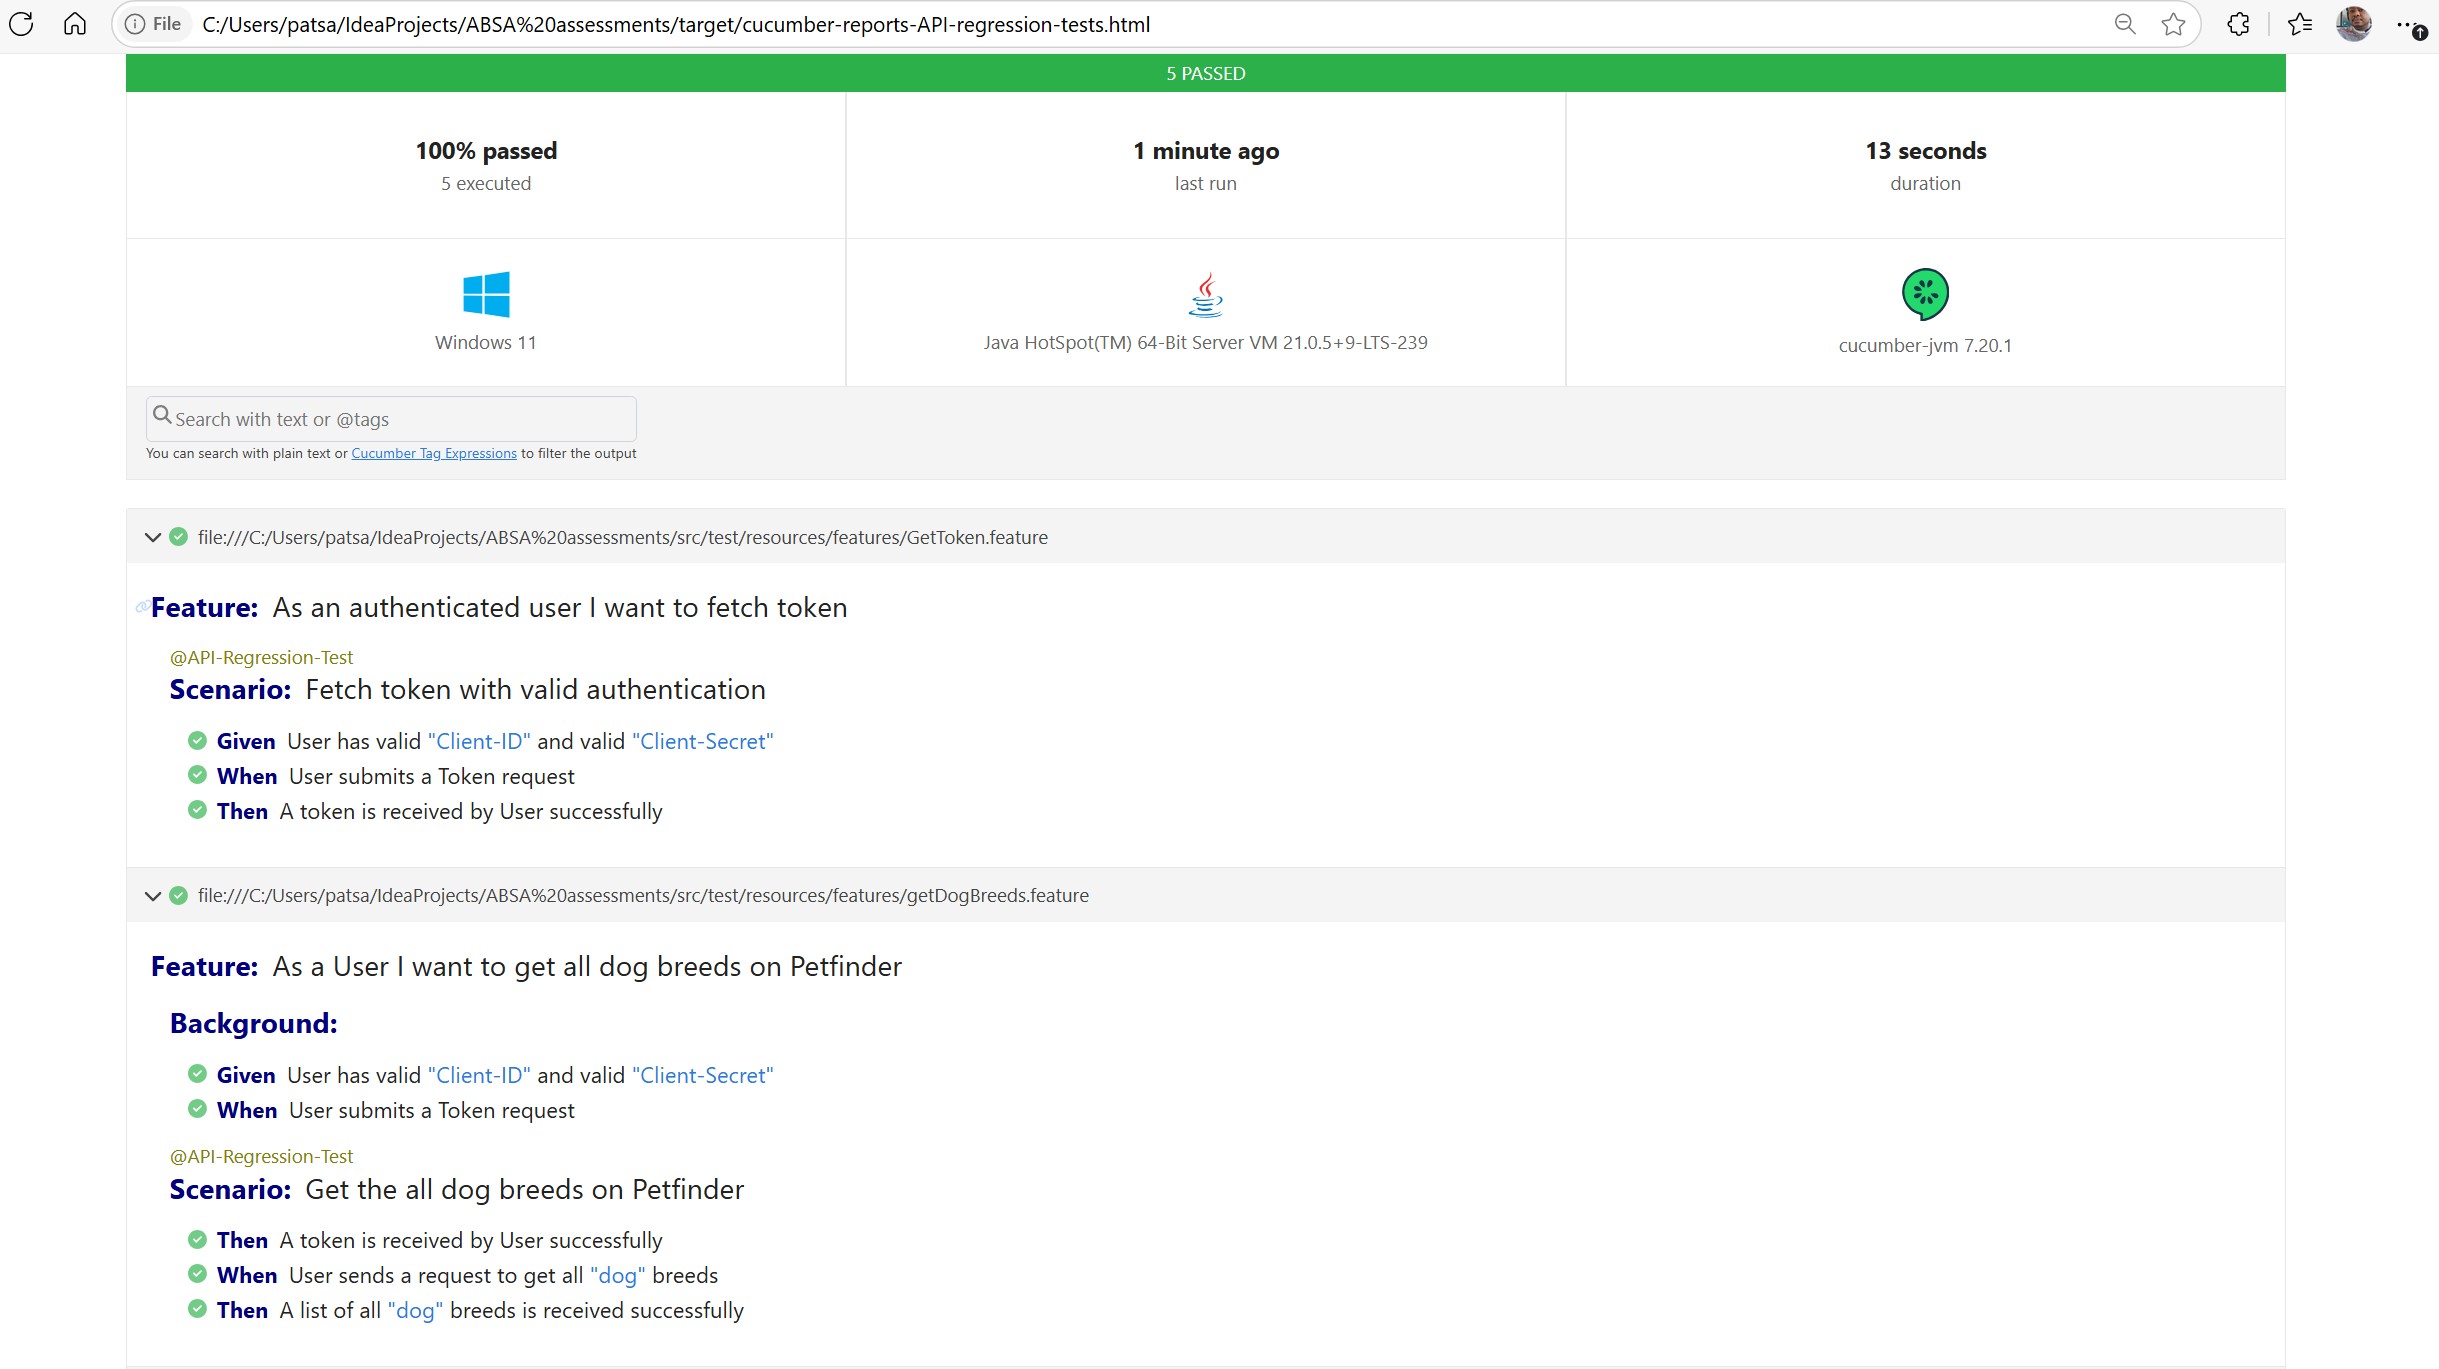 File C:/Users/patsa/IdeaProjects/ABSA%20assessments/target/cucumber-reports-API-regression-tests.html
5 PASSED
100% passed
5 executed
1 minute ago
last run
13 seconds
duration
Windows 11
Java HotSpot(TM) 64-Bit Server VM 21.0.5+9-LTS-239
cucumber-jvm 7.20.1
Search with text or @tags
You can search with plain text or Cucumber Tag Expressions to filter the output
file:///C:/Users/patsa/IdeaProjects/ABSA%20assessments/src/test/resources/features/GetToken.feature
Feature: As an authenticated user I want to fetch token
@API-Regression-Test
Scenario: Fetch token with valid authentication
Given User has valid "Client-ID" and valid "Client-Secret"
When User submits a Token request
Then A token is received by User successfully
file:///C:/Users/patsa/IdeaProjects/ABSA%20assessments/src/test/resources/features/getDogBreeds.feature
Feature: As a User I want to get all dog breeds on Petfinder
Background:
Given User has valid "Client-ID" and valid "Client-Secret"
When User submits a Token request
@API-Regression-Test
Scenario: Get the all dog breeds on Petfinder
Then A token is received by User successfully
When User sends a request to get all "dog" breeds
Then A list of all "dog" breeds is received successfully